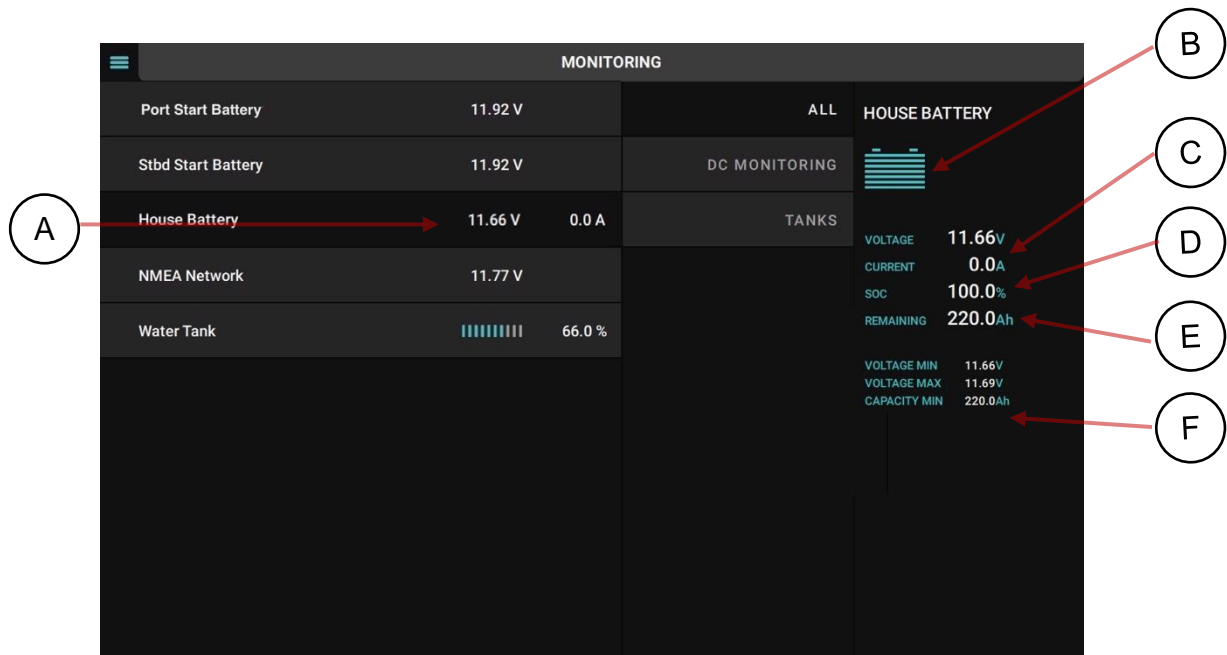 B
MONITORING
Port Start Battery 11.92 V
ALL
HOUSE BATTERY
C
Stbd Start Battery 11.92 V
DC MONITORING
A
House Battery 11.66 V 0.0 A
TANKS
D
VOLTAGE 11.66V
CURRENT 0.0A
SOC 100.0%
REMAINING 220.0Ah
NMEA Network 11.77 V
Water Tank 66.0 %
E
VOLTAGE MIN 11.66V
VOLTAGE MAX 11.69V
CAPACITY MIN 220.0Ah
F